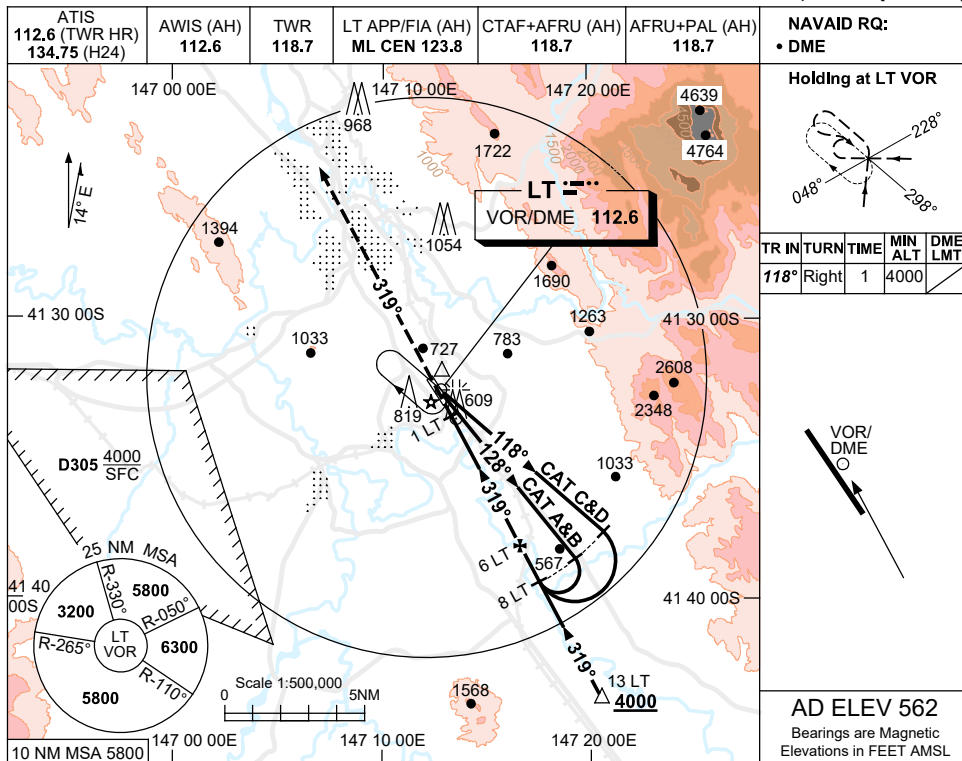 ATIS
112.6 (TWR HR)
134.75 (H24)
AWIS (AH)
112.6
TWR
118.7
LT APP/FIA (AH)
ML CEN 123.8
CTAF+AFRU (AH)
118.7
AFRU+PAL (AH)
118.7
NAVAID RQ:
• DME
147 00 00E
147 10 00E
147 20 00E
968
1722
4639
4764
1500
2000
1500
1000
14° E
LT
VOR/DME 112.6
1394
1054
319°
1690
41 30 00S
41 30 00S
1263
1033
727
783
2608
2348
819
609
1 LT
D305 4000
SFC
118° CAT C&D
128° CAT A&B
319°
1033
6 LT
567
8 LT
41 40
00S
41 40 00S
25 NM MSA
R-330°
5800
3200
R-050°
LT
VOR
6300
R-265°
R-110°
5800
319°
13 LT
4000
Scale 1:500,000
0
5NM
1568
10 NM MSA 5800
147 00 00E
147 10 00E
147 20 00E
Holding at LT VOR
228°
048°
298°
TR IN TURN TIME MIN ALT DME LMT
118° Right 1 4000
VOR/
DME
AD ELEV 562
Bearings are Magnetic
Elevations in FEET AMSL